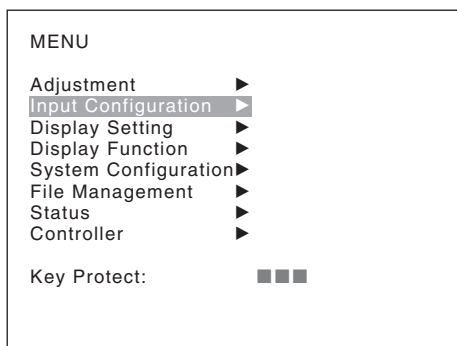 MENU
Adjustment ▶
Input Configuration ▶
Display Setting ▶
Display Function ▶
System Configuration▶
File Management ▶
Status ▶
Controller ▶
Key Protect: ■■■